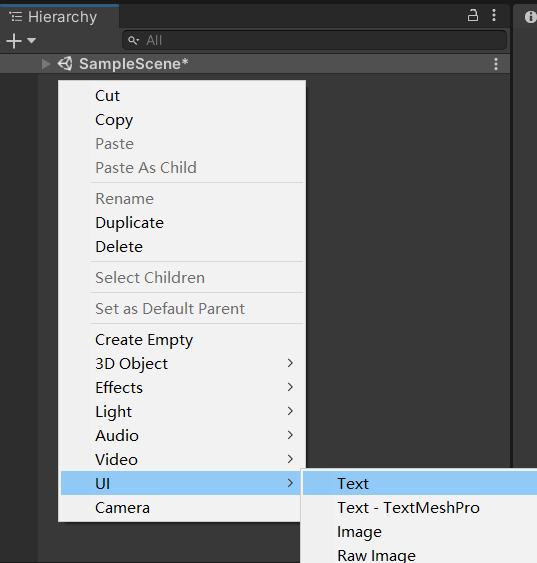 Hierarchy
All
SampleScene*
Cut
Copy
Paste
Paste As Child
Rename
Duplicate
Delete
Select Children
Set as Default Parent
Create Empty
3D Object
Effects
Light
Audio
Video
UI
Text
Camera
Text - TextMeshPro
Image
Raw Image